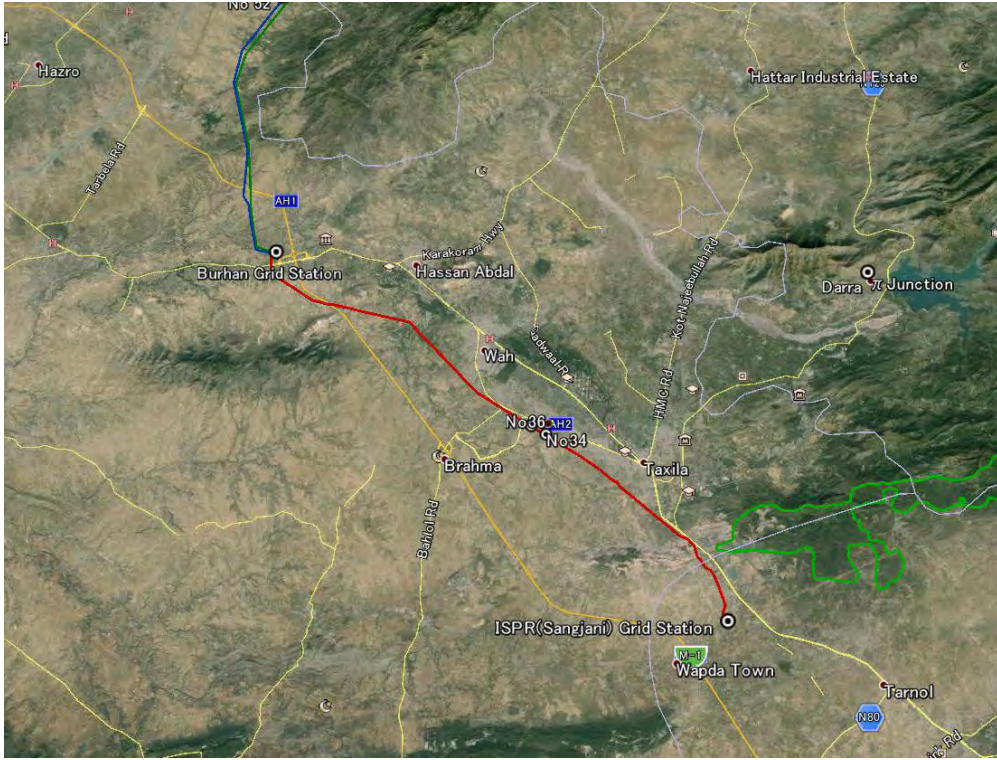 No 52
d
Hazro
Hattar Industrial Estate
Tarbela Rd
AH1
Karakoram Hwy
Burhan Grid Station
Hassan Abdal
Kot Najeebullah Rd
Darra
π Junction
Wah
Sadwaal Rd
HMC Rd
No36
AH2
No34
Brahma
Taxila
Bahlol Rd
ISPR(Sangjani) Grid Station
M-1
Wapda Town
Tarnol
N80
Rd